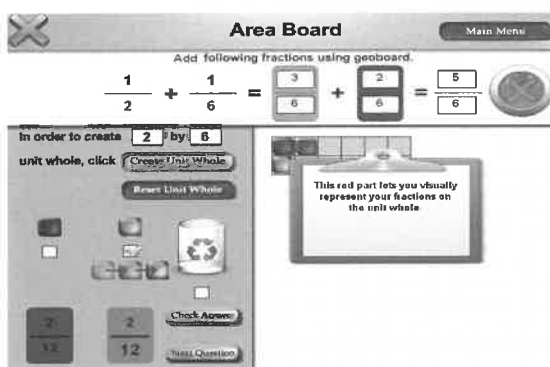 Area Board
Main Menu
Add following fractions using geoboard.
1/2 + 1/6 = 3/6 + 2/6 = 5/6
In order to create 2 by 6
unit whole, click Create Unit Whole
Reset Unit Whole
This red part lets you visually
represent your fractions on
the unit whole
Check Answer
2/12 2/12
Next Question